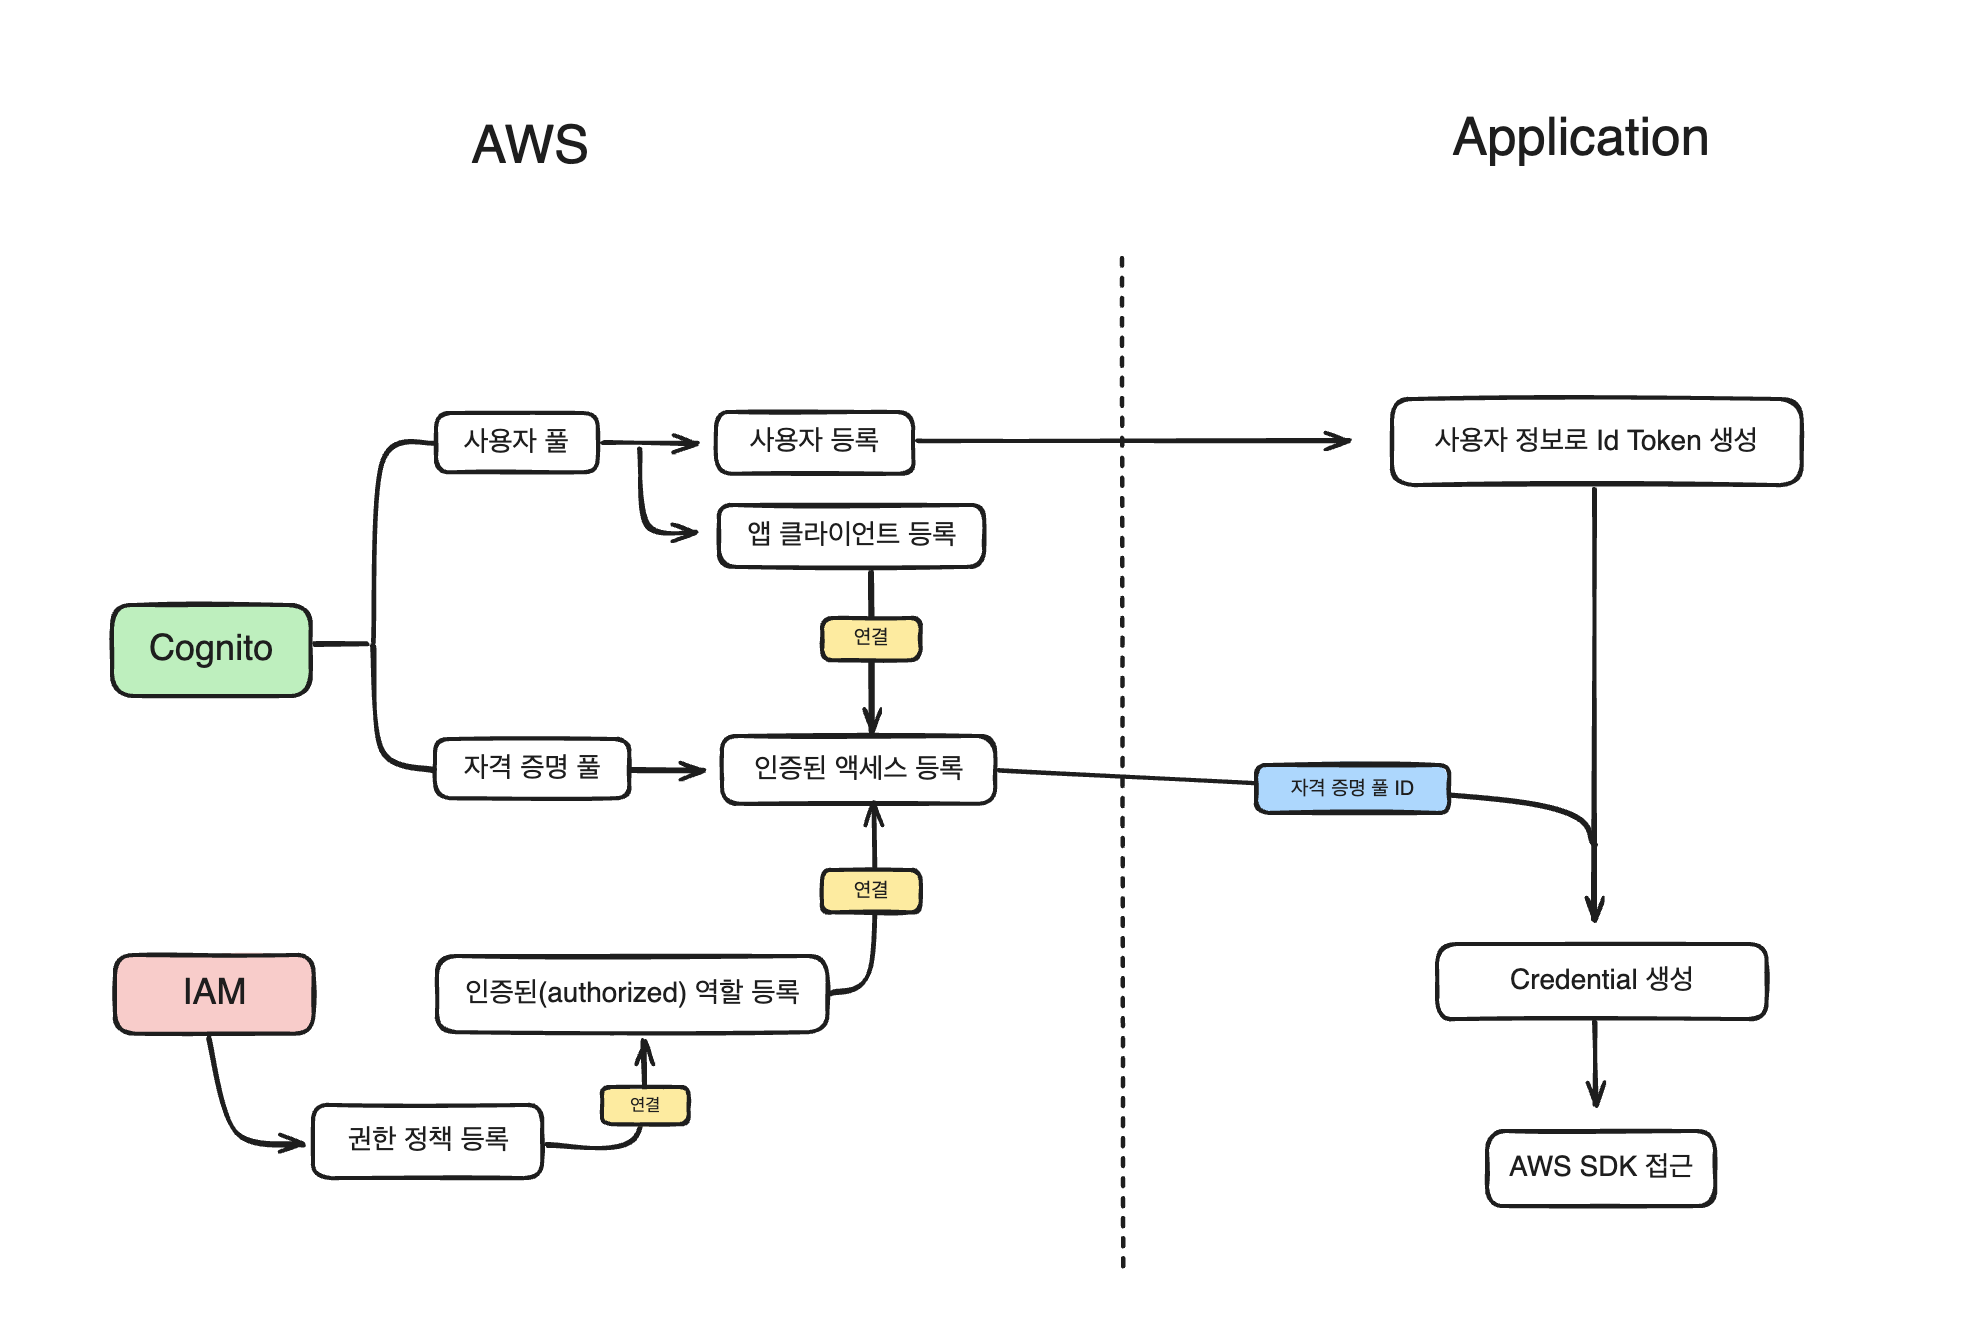 AWS
Application
사용자 풀
사용자 등록
사용자 정보로 Id Token 생성
앱 클라이언트 등록
연결
Cognito
자격 증명 풀
인증된 액세스 등록
자격 증명 풀 ID
연결
IAM
인증된(authorized) 역할 등록
Credential 생성
연결
권한 정책 등록
AWS SDK 접근